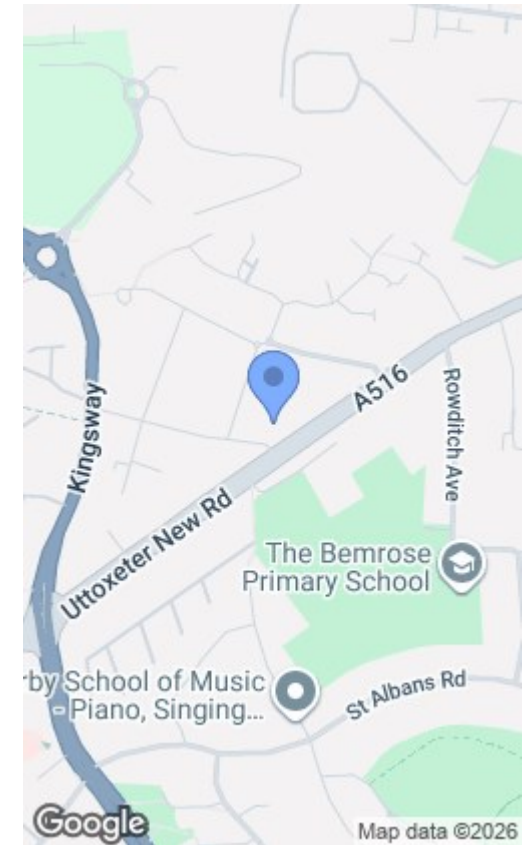 A516
Rowditch Ave
Kingsway
Uttoxeter New Rd
The Bemrose
Primary School
rby School of Music
- Piano, Singing...
St Albans Rd
Google
Map data ©2026